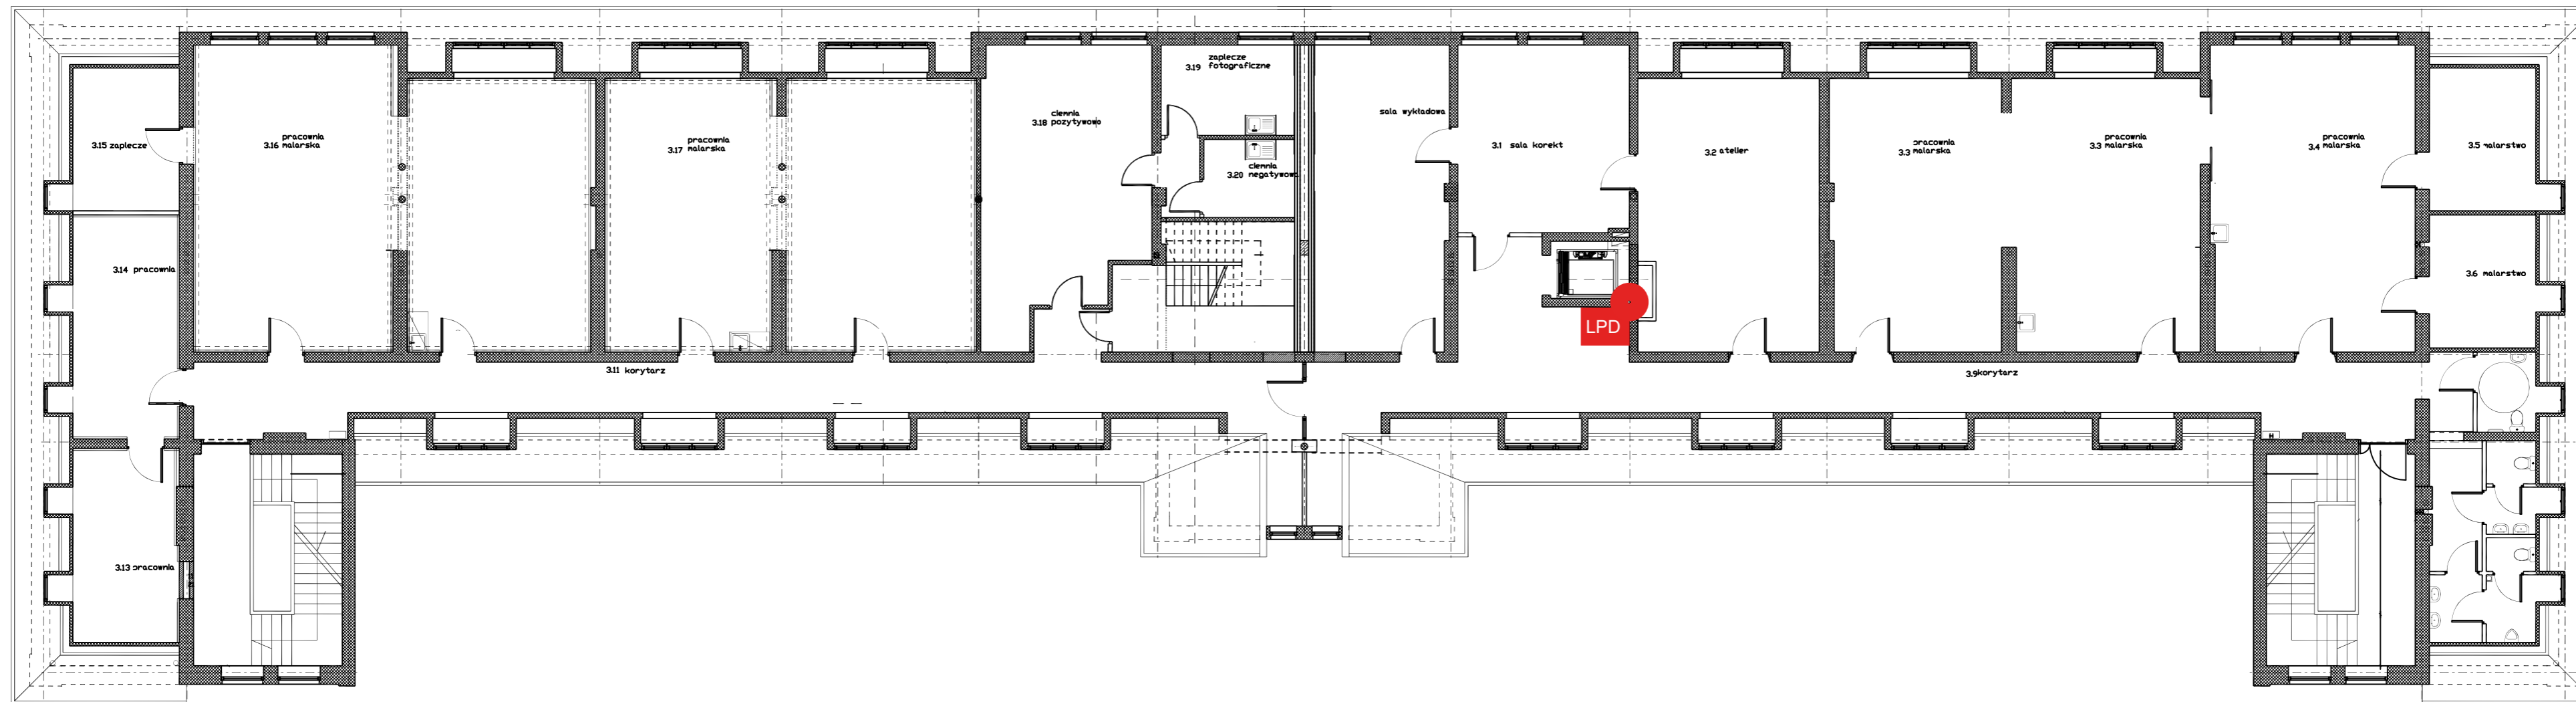 zaplecze
3.19 fotograficzne
ciemnia
3.18 pozytywowa
sala wykładowa
pracownia
3.16 malarska
pracownia
3.17 malarska
3.15 zaplecze
3.1 sala korekt
3.2 atelier
pracownia
3.3 malarska
pracownia
3.3 malarska
pracownia
3.4 malarska
3.5 malarstwo
ciemnia
3.20 negatywowa
3.14 pracownia
3.6 malarstwo
LPD
3.11 korytarz
3.9 korytarz
H
3.13 pracownia